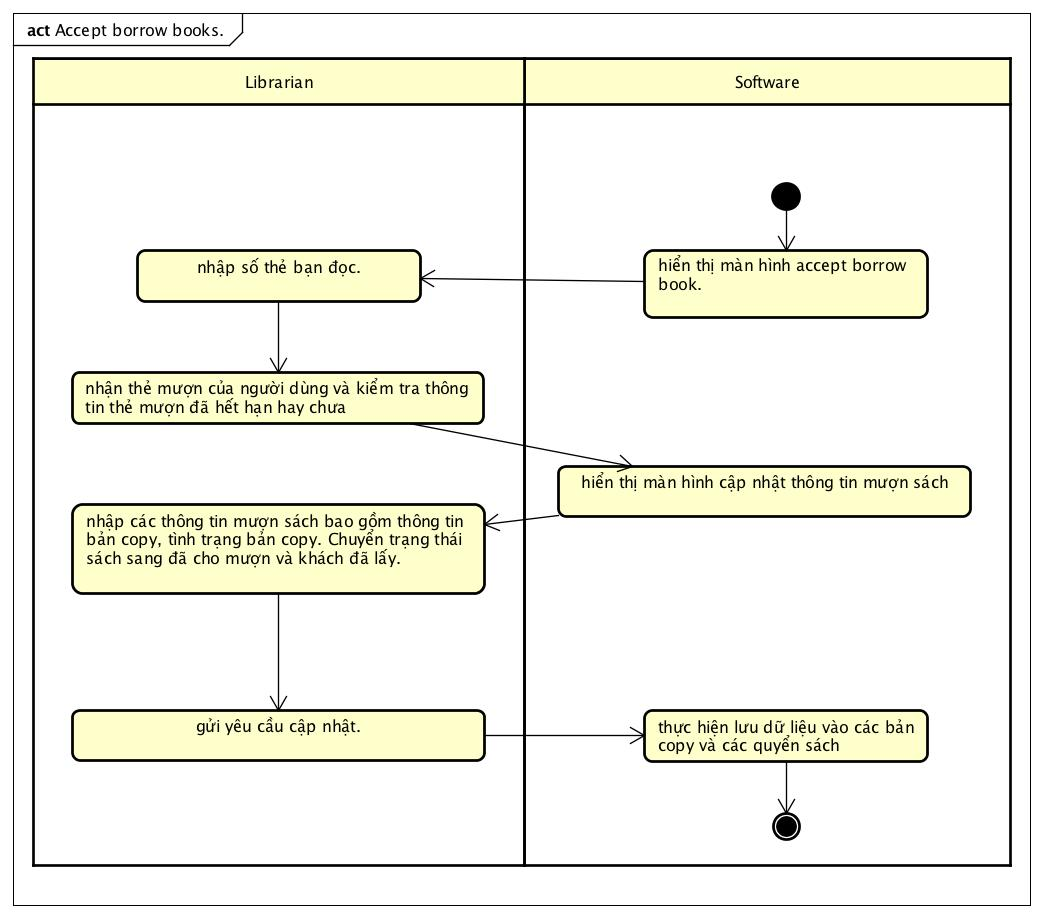 act Accept borrow books.
Librarian
Software
hiển thị màn hình accept borrow
book.
nhập số thẻ bạn đọc.
nhận thẻ mượn của người dùng và kiểm tra thông
tin thẻ mượn đã hết hạn hay chưa
hiển thị màn hình cập nhật thông tin mượn sách
nhập các thông tin mượn sách bao gồm thông tin
bản copy, tình trạng bản copy. Chuyển trạng thái
sách sang đã cho mượn và khách đã lấy.
gửi yêu cầu cập nhật.
thực hiện lưu dữ liệu vào các bản
copy và các quyển sách